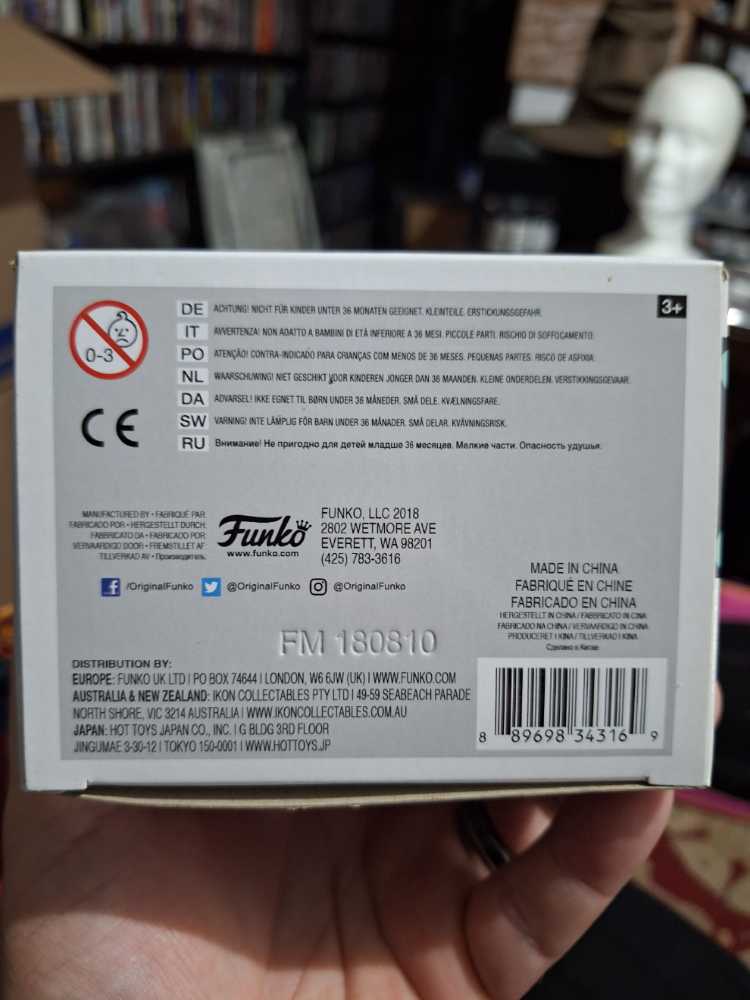 0-3
DE ACHTUNG! NICHT FÜR KINDER UNTER 36 MONATEN GEEIGNET. KLEINTEILE. ERSTICKUNGSGEFAHR.
3+
IT AVVERTENZA: NON ADATTO A BAMBINI DI ETÀ INFERIORE A 36 MESI. PICCOLE PARTI. RISCHIO DI SOFFOCAMENTO.
PO ATENÇÃO! CONTRA-INDICADO PARA CRIANÇAS COM MENOS DE 36 MESES. PEQUENAS PARTES. RISCO DE ASFIXIA.
NL WAARSCHUWING! NIET GESCHIKT VOOR KINDEREN JONGER DAN 36 MAANDEN. KLEINE ONDERDELEN. VERSTIKKINGSGEVAAR.
DA ADVARSEL! IKKE EGNET TIL BØRN UNDER 36 MÅNEDER. SMÅ DELE. KVÆLNINGSFARE.
SW VARNING! INTE LÄMPLIG FÖR BARN UNDER 36 MÅNADER. SMÅ DELAR. KVÄVNINGSRISK.
RU Внимание! Не пригодно для детей младше 36 месяцев. Мелкие части. Опасность удушья.
CE
MANUFACTURED BY • FABRIQUÉ PAR
FABRICADO POR • HERGESTELLT DURCH:
FABBRICATO DA • FABRICADO POR:
VERVAARDIGD DOOR • FREMSTILLET AF:
TILLVERKAD AV • Производитель:
Funko
www.funko.com
FUNKO, LLC 2018
2802 WETMORE AVE
EVERETT, WA 98201
(425) 783-3616
/OriginalFunko @OriginalFunko @OriginalFunko
MADE IN CHINA
FABRIQUÉ EN CHINE
FABRICADO EN CHINA
HERGESTELLT IN CHINA / FABBRICATO IN CINA
FABRICADO NA CHINA / VERVAARDIGD IN CHINA
PRODUCERET I KINA / TILLVERKAD I KINA
Сделано в Китае
FM 180810
DISTRIBUTION BY:
EUROPE: FUNKO UK LTD | PO BOX 74644 | LONDON, W6 6JW (UK) | WWW.FUNKO.COM
AUSTRALIA & NEW ZEALAND: IKON COLLECTABLES PTY LTD | 49-59 SEABEACH PARADE
NORTH SHORE, VIC 3214 AUSTRALIA | WWW.IKONCOLLECTABLES.COM.AU
JAPAN: HOT TOYS JAPAN CO., INC. | G BLDG 3RD FLOOR
JINGUMAE 3-30-12 | TOKYO 150-0001 | WWW.HOTTOYS.JP
8 89698 34316 9